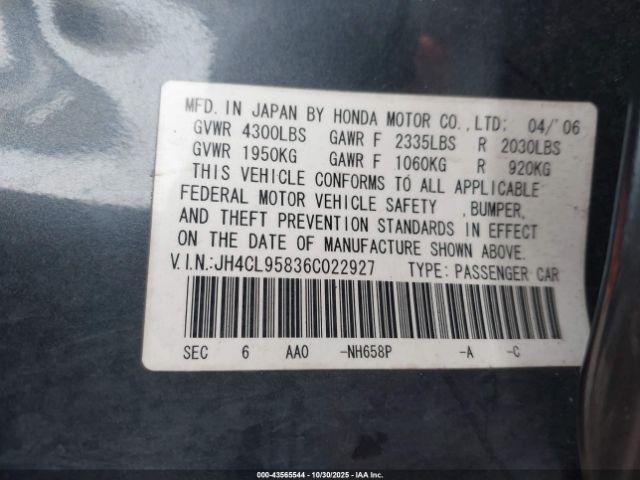 MFD. IN JAPAN BY HONDA MOTOR CO., LTD: 04/'06
GVWR 4300LBS GAWR F 2335LBS R 2030LBS
GVWR 1950KG GAWR F 1060KG R 920KG
THIS VEHICLE CONFORMS TO ALL APPLICABLE
FEDERAL MOTOR VEHICLE SAFETY , BUMPER,
AND THEFT PREVENTION STANDARDS IN EFFECT
ON THE DATE OF MANUFACTURE SHOWN ABOVE.
V.I.N.:JH4CL95836C022927 TYPE: PASSENGER CAR
SEC 6 AAO -NH658P -A -C
000-43565544 | 10/30/2025 | IAA Inc.